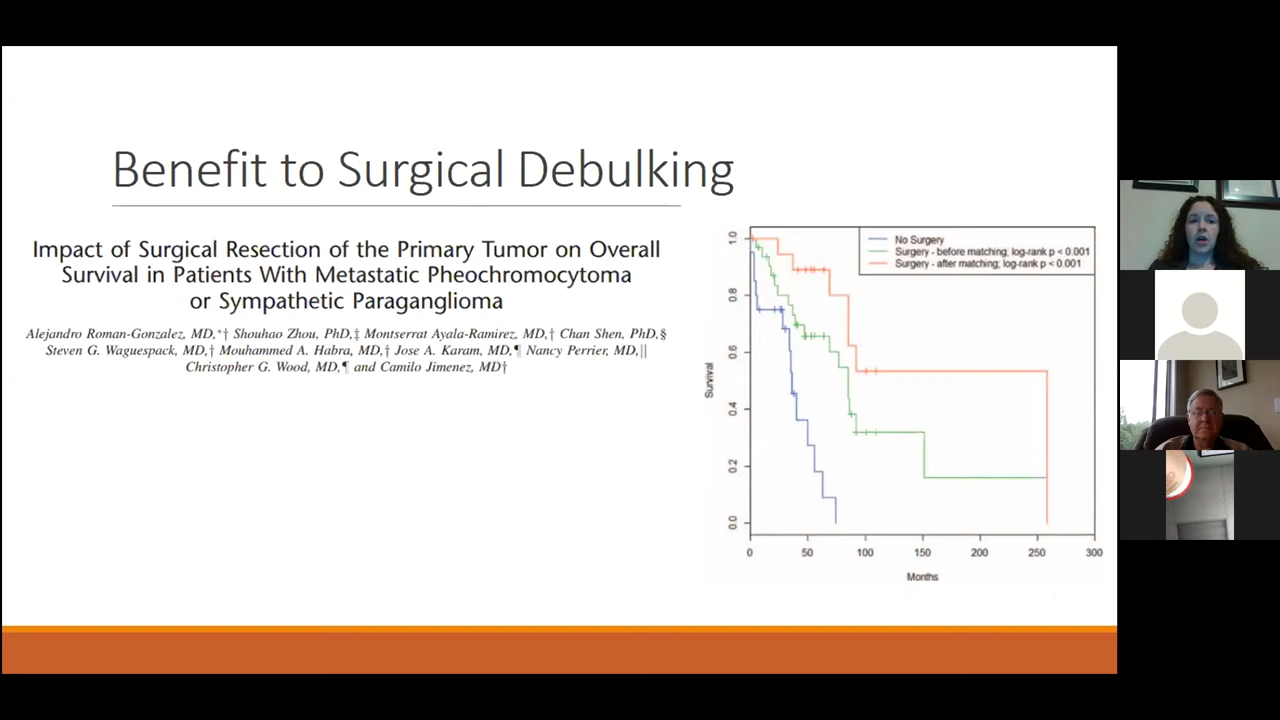 Benefit to Surgical Debulking
Impact of Surgical Resection of the Primary Tumor on Overall
Survival in Patients With Metastatic Pheochromocytoma
or Sympathetic Paraganglioma
Alejandro Roman-Gonzalez, MD,*† Shouhao Zhou, PhD,‡ Montserrat Ayala-Ramirez, MD,† Chan Shen, PhD,§
Steven G. Waguespack, MD,† Mouhammed A. Habra, MD,† Jose A. Karam, MD,¶ Nancy Perrier, MD,||
Christopher G. Wood, MD,¶ and Camilo Jimenez, MD†
No Surgery
Surgery - before matching; log-rank p < 0.001
Surgery - after matching; log-rank p < 0.001
Survival
1.0
0.8
0.6
0.4
0.2
0.0
0 50 100 150 200 250 300
Months